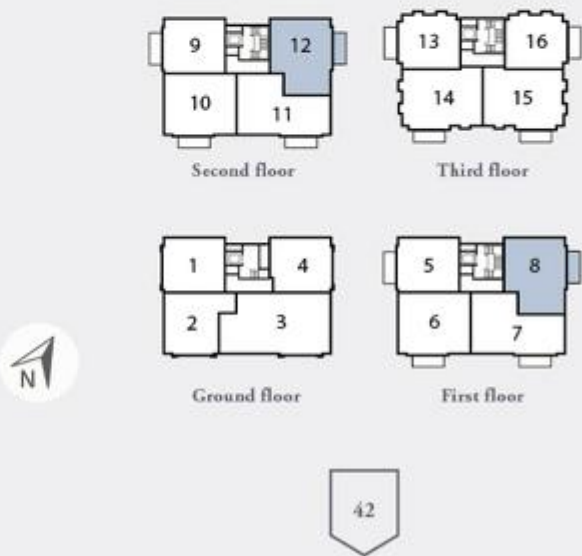 9 12
10 11
Second floor
13 16
14 15
Third floor
1 4
2 3
Ground floor
5 8
6 7
First floor
N
42